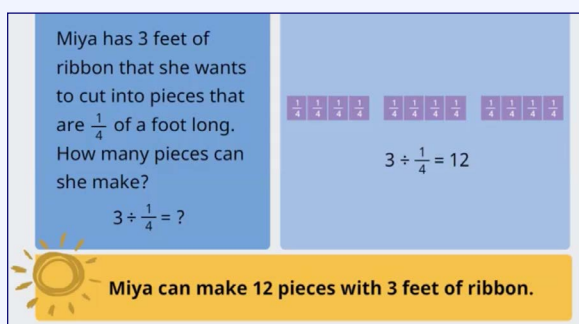 Miya has 3 feet of
ribbon that she wants
to cut into pieces that
are 1/4 of a foot long.
How many pieces can
she make?
3 ÷ 1/4 = ?
1/4 1/4 1/4 1/4 1/4 1/4 1/4 1/4 1/4 1/4 1/4 1/4
3 ÷ 1/4 = 12
Miya can make 12 pieces with 3 feet of ribbon.